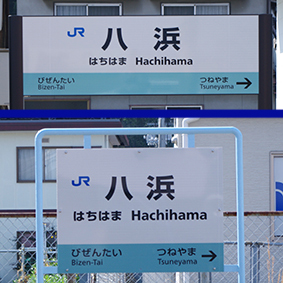 JR 八浜
はちはま Hachihama
びぜんたい つねやま
Bizen-Tai Tsuneyama →
JR 八浜
はちはま Hachihama
びぜんたい つねやま →
Bizen-Tai Tsuneyama